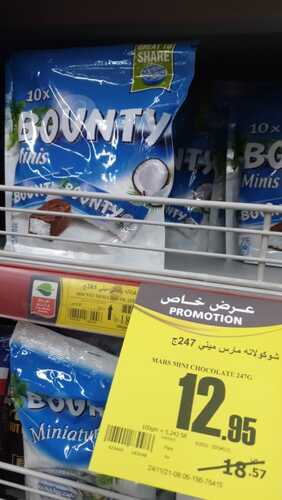 GREAT TO
SHARE
10x
BOUNTY
Minis
10x
BO
Minis
BOUNTY
BOUNTY
BOUN
Miniatu
عرض خاص
PROMOTION
شوكولاته مارس ميني 247ج
MARS MINI CHOCOLATE 247G
12.95
18.57